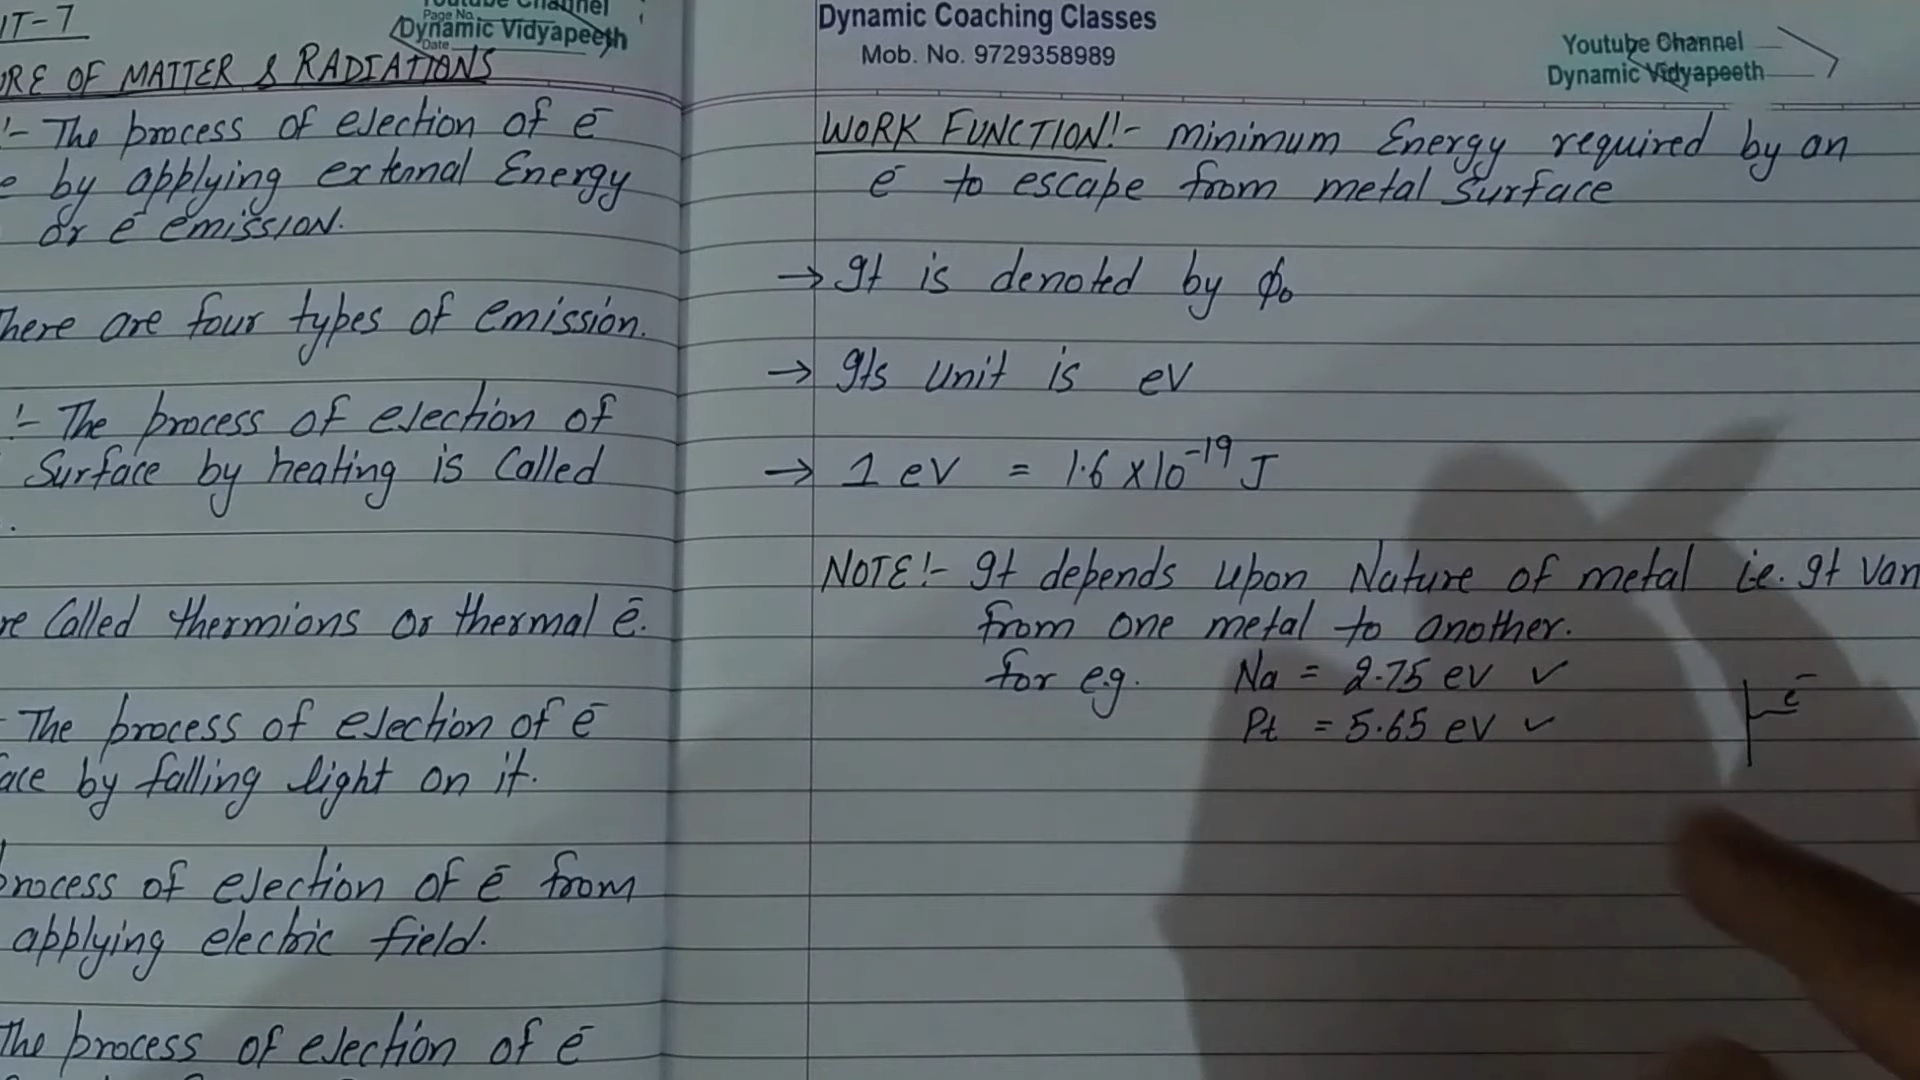 IT-7
Youtube Channel
Page No.
Dynamic Vidyapeeth
Date
RE OF MATTER & RADIATIONS
:- The process of ejection of e̅
by applying external Energy
or e̅ emission.
There are four types of emission.
:- The process of ejection of
Surface by heating is Called
.
re Called thermions or thermal e̅.
- The process of ejection of e̅
ace by falling light on it.
process of ejection of e̅ from
applying electric field.
The process of ejection of e̅
Dynamic Coaching Classes
Mob. No. 9729358989
Youtube Channel
Dynamic Vidyapeeth
WORK FUNCTION:- Minimum Energy required by an
e̅ to escape from metal Surface
→ It is denoted by ϕ₀
→ Its unit is eV
→ 1 eV = 1.6 × 10⁻¹⁹ J
NOTE:- It depends upon Nature of metal i.e. It Var
from one metal to another.
for e.g. Na = 2.75 eV ✓
Pt = 5.65 eV ✓
e̅